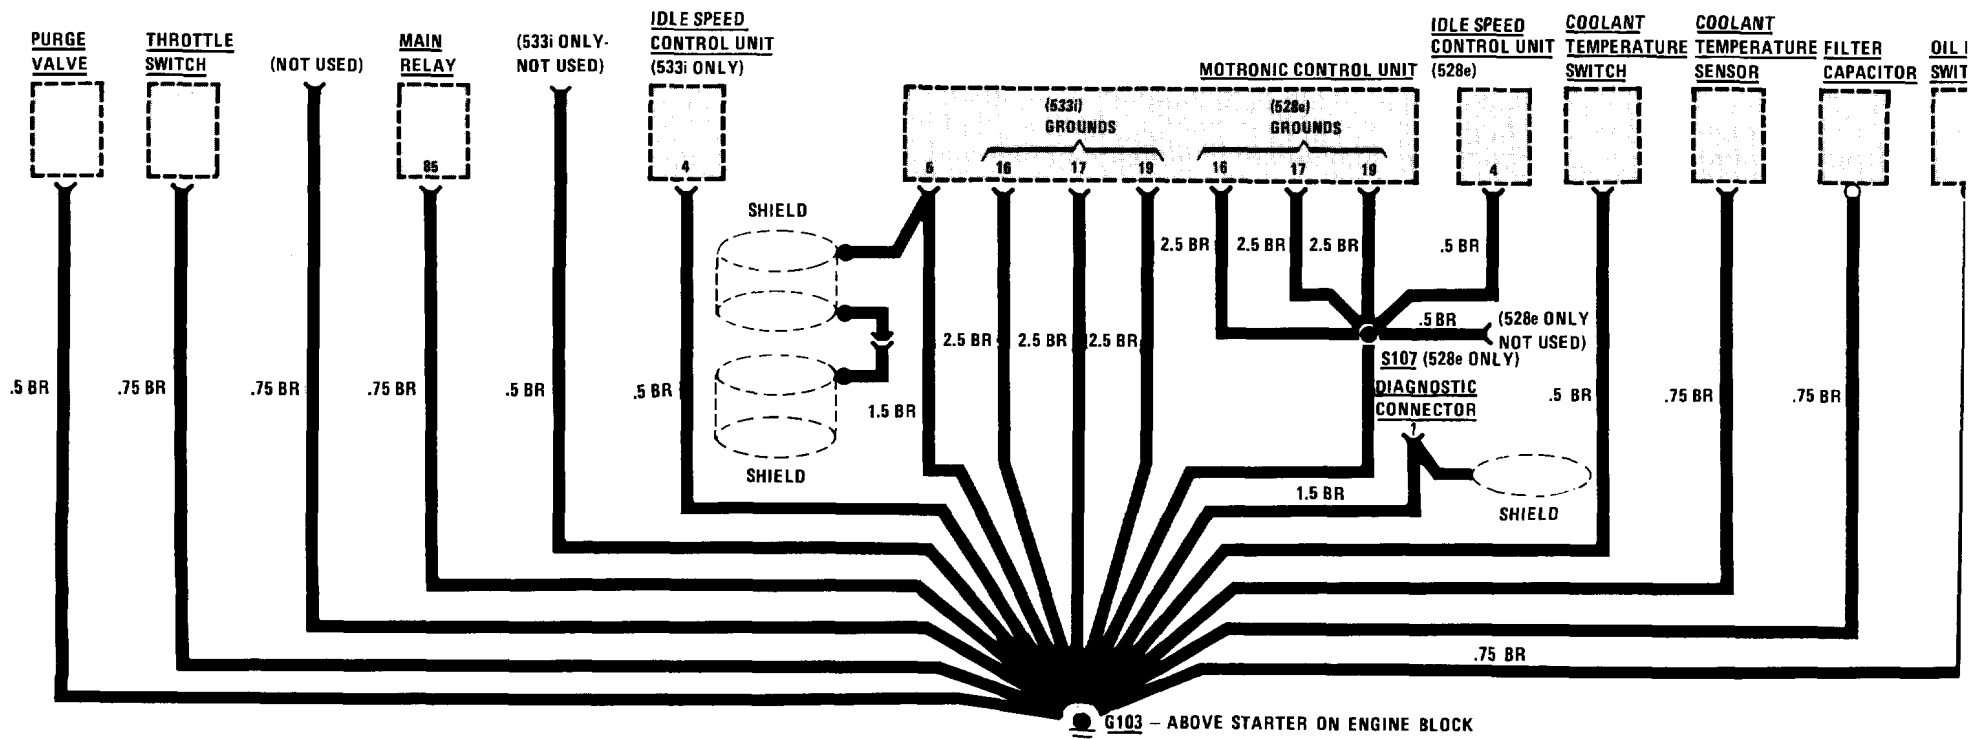 PURGE
VALVE
THROTTLE
SWITCH
(NOT USED)
MAIN
RELAY
(533i ONLY-
NOT USED)
IDLE SPEED
CONTROL UNIT
(533i ONLY)
MOTRONIC CONTROL UNIT
IDLE SPEED
CONTROL UNIT
(528e)
COOLANT
TEMPERATURE
SWITCH
COOLANT
TEMPERATURE
SENSOR
FILTER
CAPACITOR
OIL
SWIT
(533i)
GROUNDS
(528e)
GROUNDS
85
4
5
16
17
19
16
17
19
4
SHIELD
2.5 BR
2.5 BR
2.5 BR
.5 BR
.5 BR
(528e ONLY
NOT USED)
S107 (528e ONLY)
2.5 BR
2.5 BR
2.5 BR
DIAGNOSTIC
CONNECTOR
.5 BR
.75 BR
.75 BR
.75 BR
.5 BR
.5 BR
1.5 BR
.5 BR
.75 BR
.75 BR
SHIELD
1.5 BR
SHIELD
.75 BR
G103 – ABOVE STARTER ON ENGINE BLOCK